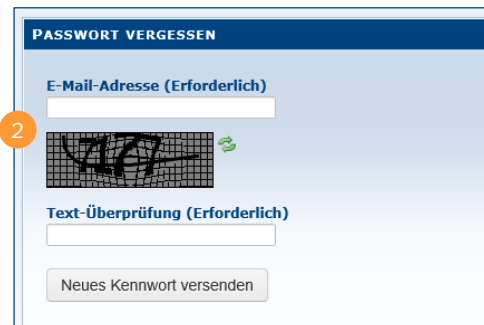 PASSWORT VERGESSEN
E-Mail-Adresse (Erforderlich)
2
Text-Überprüfung (Erforderlich)
Neues Kennwort versenden